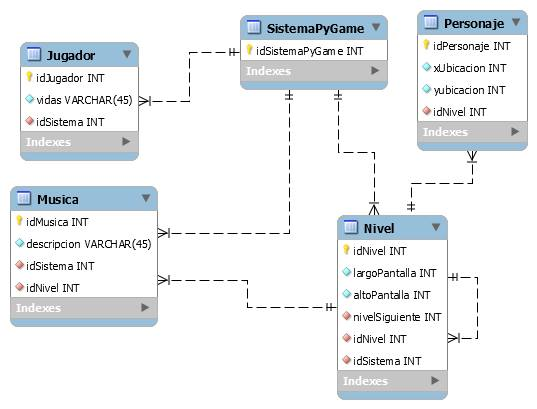 Jugador
idJugador INT
vidas VARCHAR(45)
idSistema INT
Indexes
SistemaPyGame
idSistemaPyGame INT
Indexes
Personaje
idPersonaje INT
xUbicacion INT
yubicacion INT
idNivel INT
Indexes
Musica
idMusica INT
descripcion VARCHAR(45)
idSistema INT
idNivel INT
Indexes
Nivel
idNivel INT
largoPantalla INT
altoPantalla INT
nivelSiguiente INT
idNivel INT
idSistema INT
Indexes